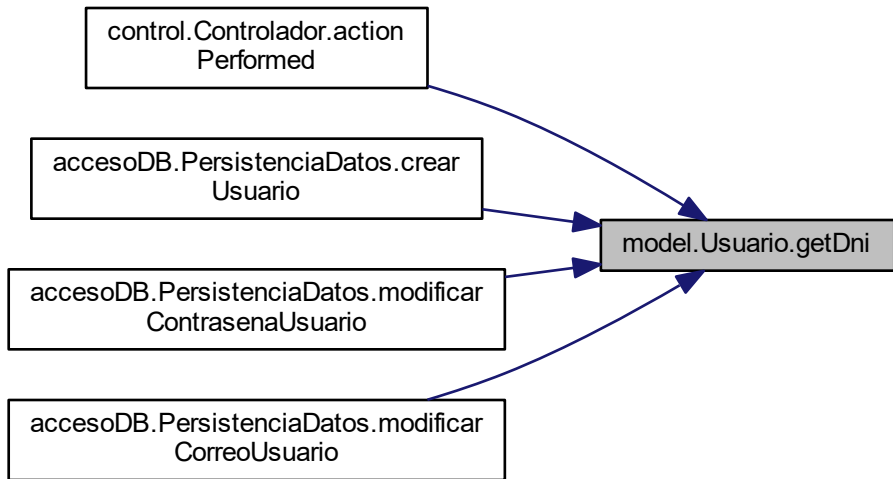 control.Controlador.action
Performed
accesoDB.PersistenciaDatos.crear
Usuario
model.Usuario.getDni
accesoDB.PersistenciaDatos.modificar
ContrasenaUsuario
accesoDB.PersistenciaDatos.modificar
CorreoUsuario